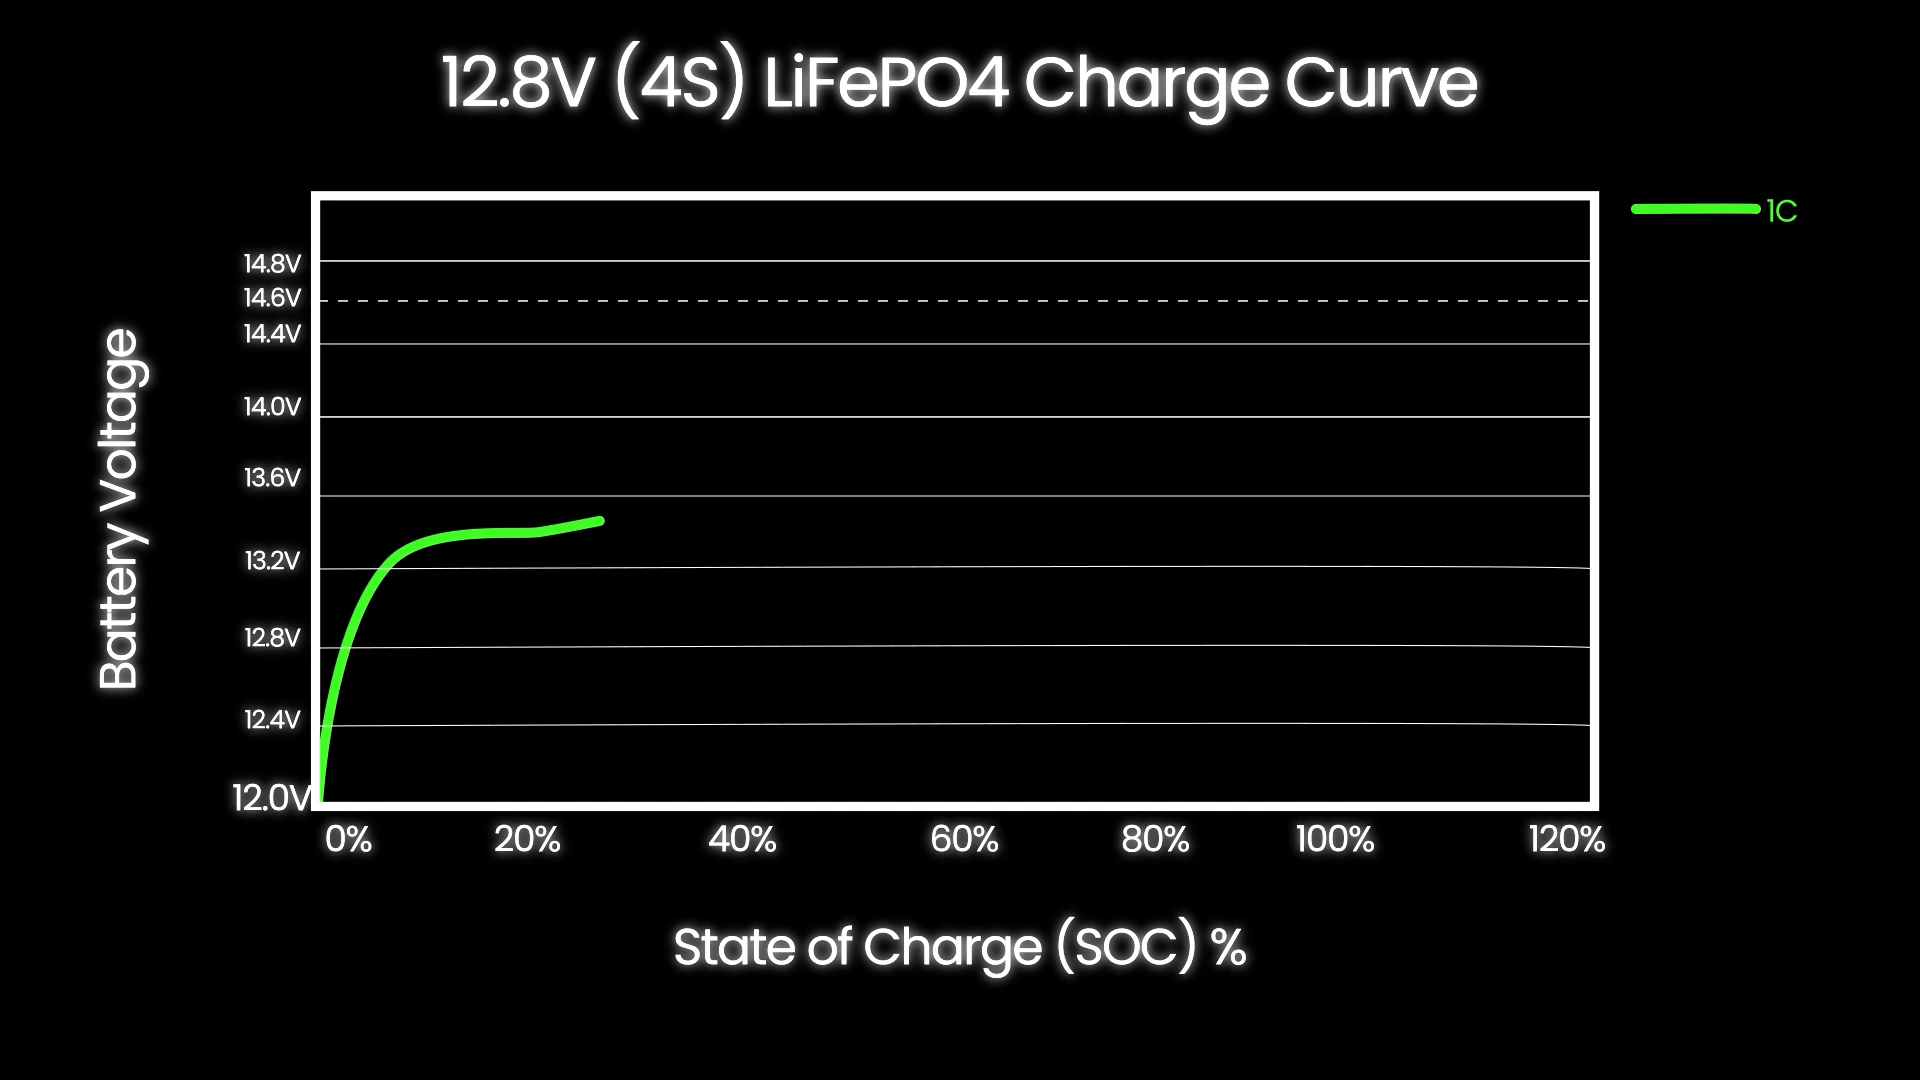 12.8V (4S) LiFePO4 Charge Curve
1C
14.8V
14.6V
14.4V
14.0V
13.6V
13.2V
12.8V
12.4V
12.0V
Battery Voltage
0% 20% 40% 60% 80% 100% 120%
State of Charge (SOC) %